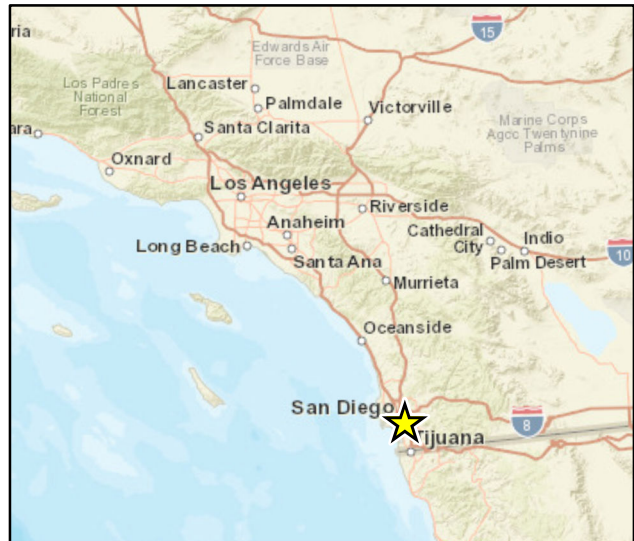 ria
15
Edwards Air
Force Base
Los Padres
National
Forest
Lancaster
Palmdale
Victorville
Marine Corps
Agcc Twentynine
Palms
ara
Santa Clarita
Oxnard
Los Angeles
Riverside
Anaheim
Cathedral
City
Indio
Long Beach
Santa Ana
Palm Desert
10
Murrieta
Oceanside
San Diego
8
Tijuana